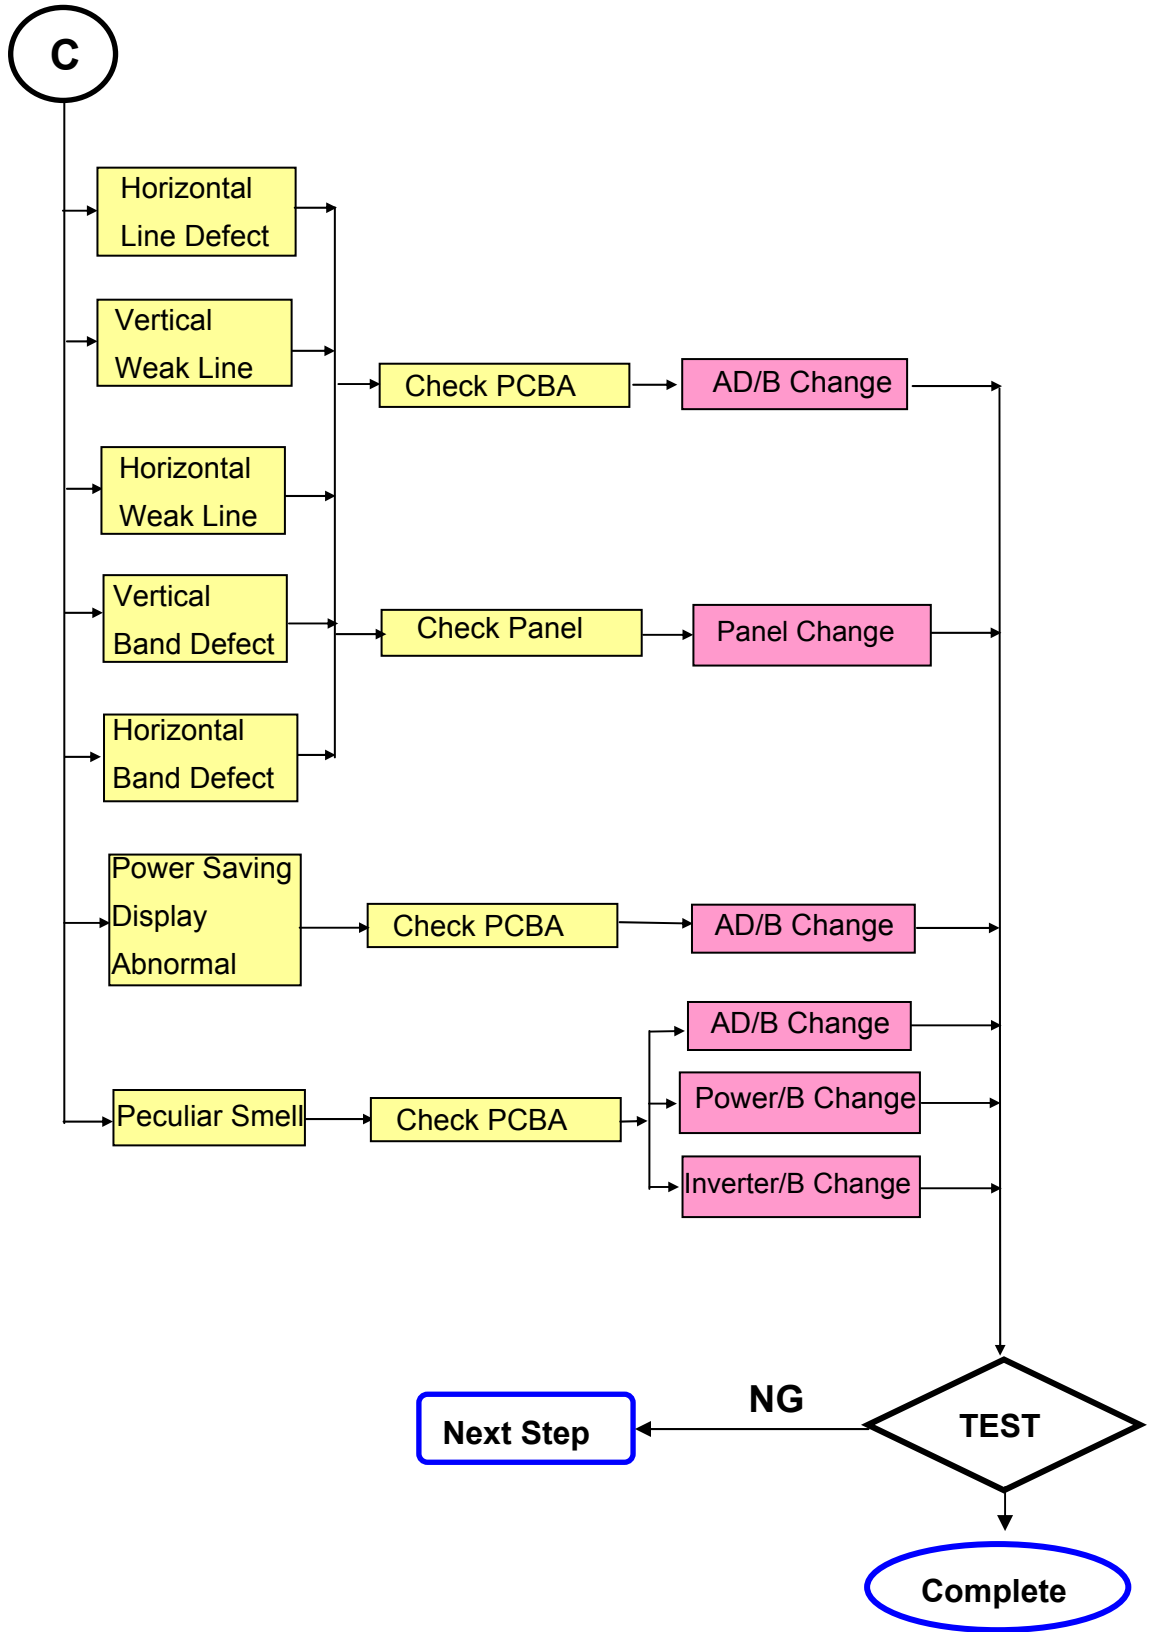 C
Horizontal
Line Defect
Vertical
Weak Line
Check PCBA
AD/B Change
Horizontal
Weak Line
Vertical
Band Defect
Check Panel
Panel Change
Horizontal
Band Defect
Power Saving
Display
Abnormal
Check PCBA
AD/B Change
Peculiar Smell
Check PCBA
AD/B Change
Power/B Change
Inverter/B Change
TEST
NG
Next Step
Complete